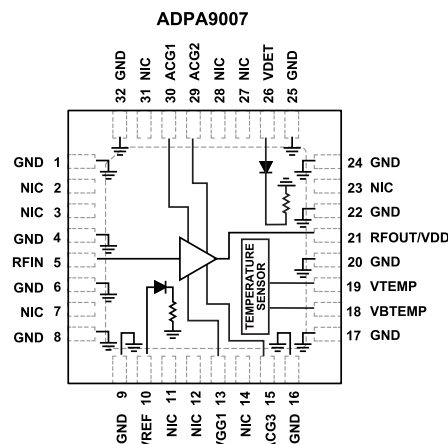 ADPA9007
32 GND
31 NIC
30 ACG1
29 ACG2
28 NIC
27 NIC
26 VDET
25 GND
GND 1
NIC 2
NIC 3
GND 4
RFIN 5
GND 6
NIC 7
GND 8
24 GND
23 NIC
22 GND
21 RFOUT/VDD
20 GND
19 VTEMP
18 VBTEMP
17 GND
TEMPERATURE
SENSOR
GND 9
VREF 10
NIC 11
NIC 12
VGG1 13
NIC 14
ACG3 15
GND 16